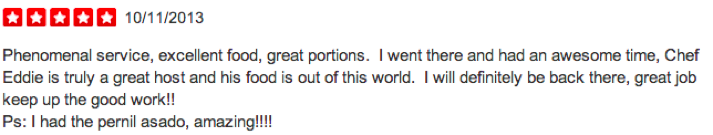 10/11/2013
Phenomenal service, excellent food, great portions.  I went there and had an awesome time, Chef
Eddie is truly a great host and his food is out of this world.  I will definitely be back there, great job
keep up the good work!!
Ps: I had the pernil asado, amazing!!!!